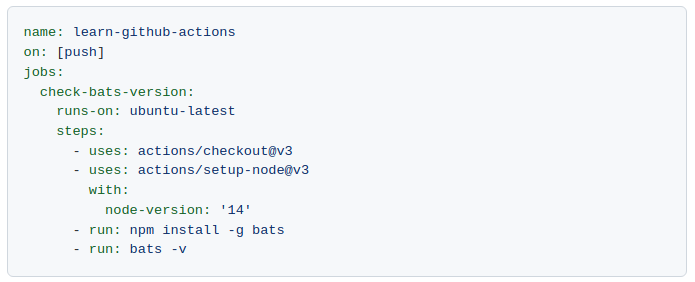 name: learn-github-actions
on: [push]
jobs:
  check-bats-version:
    runs-on: ubuntu-latest
    steps:
      - uses: actions/checkout@v3
      - uses: actions/setup-node@v3
        with:
          node-version: '14'
      - run: npm install -g bats
      - run: bats -v